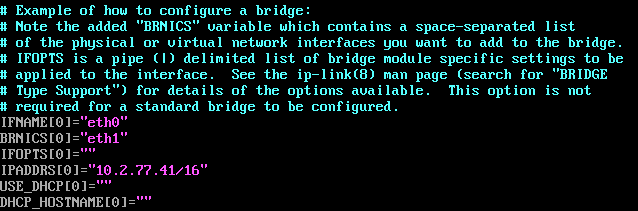 # Example of how to configure a bridge:
# Note the added "BRNICS" variable which contains a space-separated list
# of the physical or virtual network interfaces you want to add to the bridge.
# IFOPTS is a pipe (|) delimited list of bridge module specific settings to be
# applied to the interface.  See the ip-link(8) man page (search for "BRIDGE
# Type Support") for details of the options available.  This option is not
# required for a standard bridge to be configured.
IFNAME[0]="eth0"
BRNICS[0]="eth1"
IFOPTS[0]=""
IPADDRS[0]="10.2.77.41/16"
USE_DHCP[0]=""
DHCP_HOSTNAME[0]=""